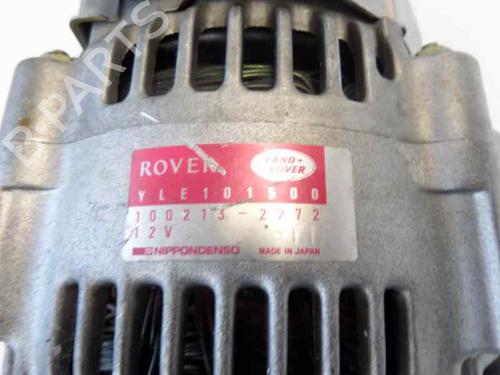 B-PARTS
ROVER
LAND-
ROVER
YLE101500
100213-2272
12V
NIPPONDENSO MADE IN JAPAN